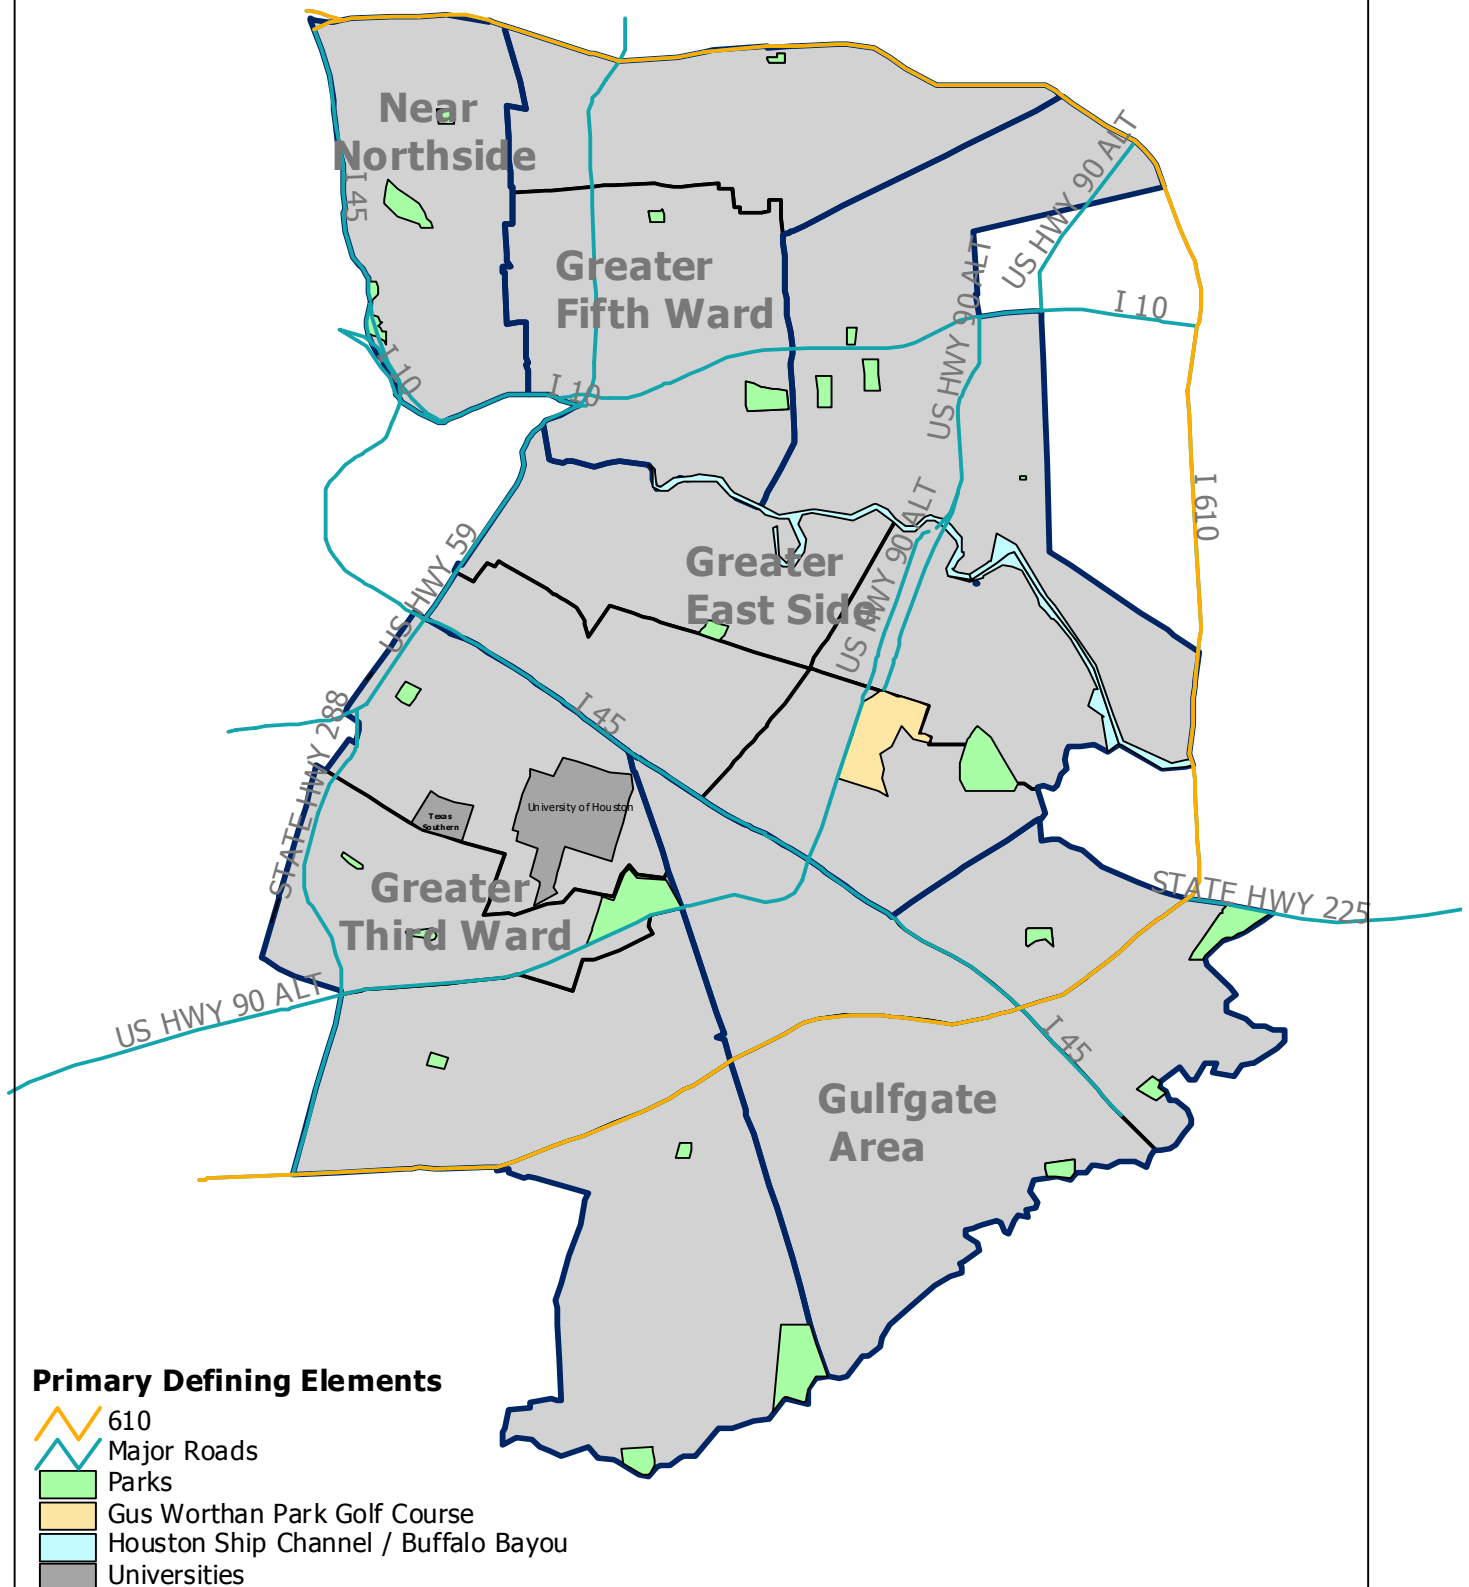 Near
Northside
US HWY 90 ALT
I 45
Greater
Fifth Ward
US HWY 90 ALT
I 10
I 10
I 10
I 610
US HWY 90 ALT
US HWY 59
Greater
East Side
STATE HWY 288
I 45
University of Houston
Texas
Southern
Greater
Third Ward
STATE HWY 225
US HWY 90 ALT
I 45
Gulfgate
Area
Primary Defining Elements
610
Major Roads
Parks
Gus Worthan Park Golf Course
Houston Ship Channel / Buffalo Bayou
Universities